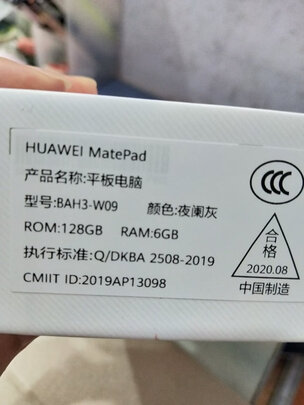 HUAWEI MatePad
产品名称:平板电脑
型号:BAH3-W09 颜色:夜阑灰
ROM:128GB RAM:6GB
执行标准:Q/DKBA 2508-2019
CMIIT ID:2019AP13098
CCC
合格
2020.08
中国制造